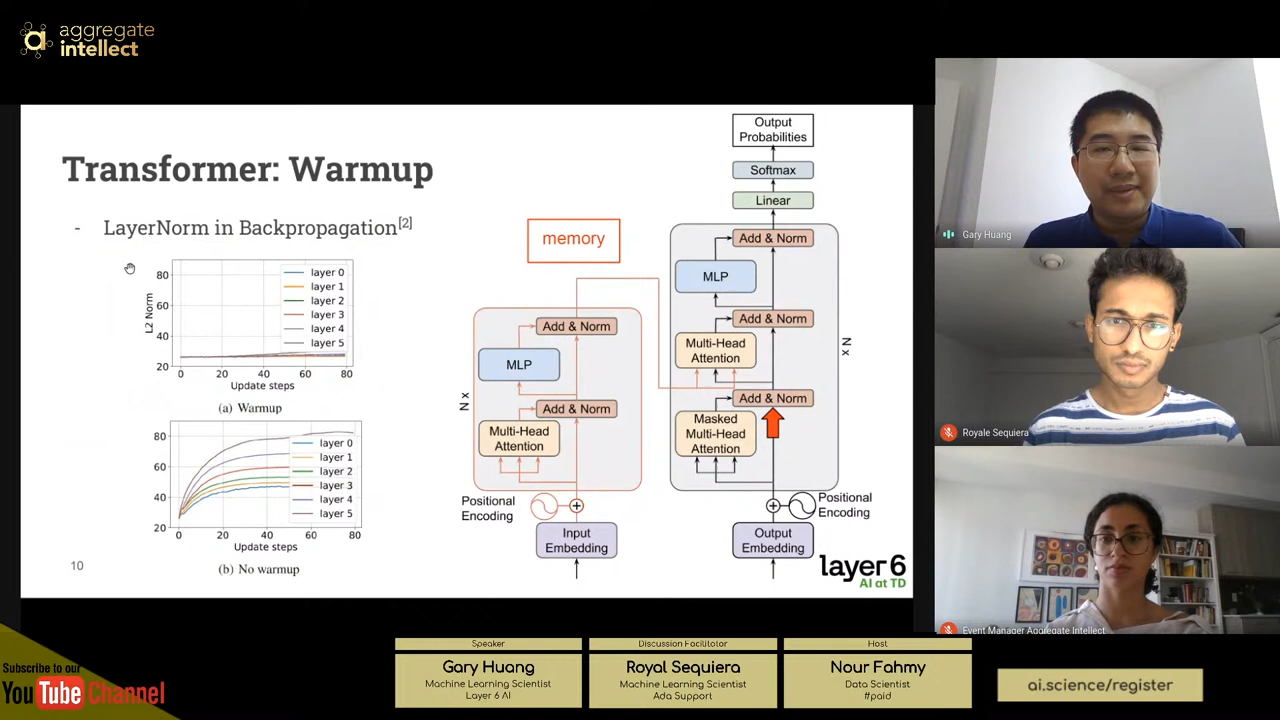 aggregate
intellect
Transformer: Warmup
- LayerNorm in Backpropagation[2]
80
60
40
20
L2 Norm
layer 0
layer 1
layer 2
layer 3
layer 4
layer 5
0 20 40 60 80
Update steps
(a) Warmup
80
60
40
20
layer 0
layer 1
layer 2
layer 3
layer 4
layer 5
0 20 40 60 80
Update steps
(b) No warmup
10
memory
N x
Add & Norm
MLP
Add & Norm
Multi-Head
Attention
Positional
Encoding
Input
Embedding
Output
Probabilities
Softmax
Linear
Add & Norm
MLP
Add & Norm
Multi-Head
Attention
N x
Add & Norm
Masked
Multi-Head
Attention
Positional
Encoding
Output
Embedding
layer 6
AI at TD
Gary Huang
Royale Sequiera
Event Manager Aggregate Intellect
Subscribe to our
YouTube Channel
Speaker
Gary Huang
Machine Learning Scientist
Layer 6 AI
Discussion Facilitator
Royal Sequiera
Machine Learning Scientist
Ada Support
Host
Nour Fahmy
Data Scientist
#paid
ai.science/register